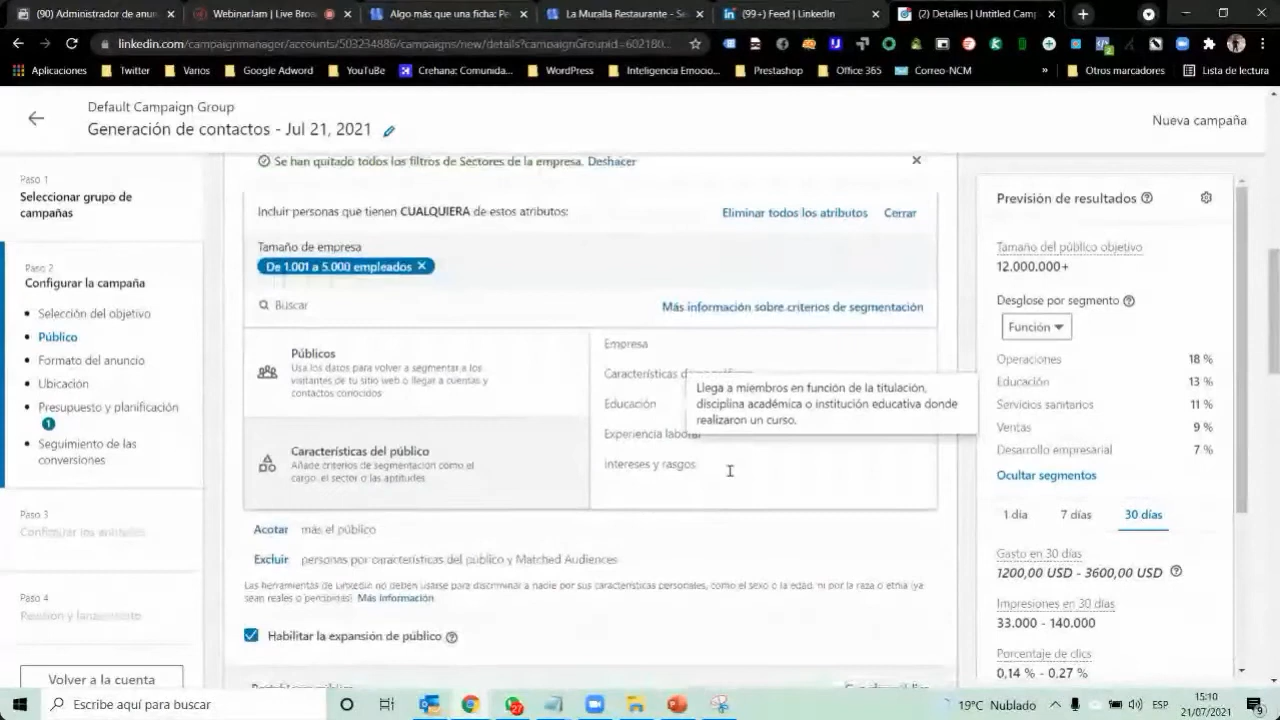 (20) Administrador de anun
WebinarJam | Live Bro
Algo más que una ficha: Pe
La Muralla Restaurante - Se
(99+) Feed | LinkedIn
(2) Detalles | Untitled Cam
linkedin.com/campaignmanager/accounts/503234886/campaigns/new/details?campaignGroupId=602180...
Aplicaciones
Twitter
Varios
Google Adword
YouTube
Crehana: Comunida...
WordPress
Inteligencia Emocio...
Prestashop
Office 365
Correo-NCM
»
Otros marcadores
Lista de lectura
Default Campaign Group
Generación de contactos - Jul 21, 2021
Nueva campaña
Paso 1
Seleccionar grupo de
campañas
Paso 2
Configurar la campaña
Selección del objetivo
Público
Formato del anuncio
Ubicación
Presupuesto y planificación
1
Seguimiento de las
conversiones
Paso 3
Configurar los anuncios
Paso 4
Revisión y lanzamiento
Volver a la cuenta
Se han quitado todos los filtros de Sectores de la empresa. Deshacer
Incluir personas que tienen CUALQUIERA de estos atributos:
Eliminar todos los atributos Cerrar
Tamaño de empresa
De 1.001 a 5.000 empleados
Buscar
Más información sobre criterios de segmentación
Públicos
Usa los datos para volver a segmentar a los
visitantes de tu sitio web o llegar a cuentas y
contactos conocidos
Características del público
Añade criterios de segmentación como el
cargo, el sector o las aptitudes
Empresa
Características d
Educación
Experiencia laboral
Intereses y rasgos
Llega a miembros en función de la titulación,
disciplina académica o institución educativa donde
realizaron un curso.
Acotar más el público
Excluir personas por características del público y Matched Audiences
Las herramientas de LinkedIn no deben usarse para discriminar a nadie por sus características personales, como el sexo o la edad, ni por la raza o etnia (ya
sean reales o percibidos). Más información
Habilitar la expansión de público
Previsión de resultados
Tamaño del público objetivo
12.000.000+
Desglose por segmento
Función
Operaciones 18 %
Educación 13 %
Servicios sanitarios 11 %
Ventas 9 %
Desarrollo empresarial 7 %
Ocultar segmentos
1 día 7 días 30 días
Gasto en 30 días
1200,00 USD - 3600,00 USD
Impresiones en 30 días
33.000 - 140.000
Porcentaje de clics
0,14 % - 0,27 %
Escribe aquí para buscar
19°C Nublado
ESP
15:10
21/07/2021